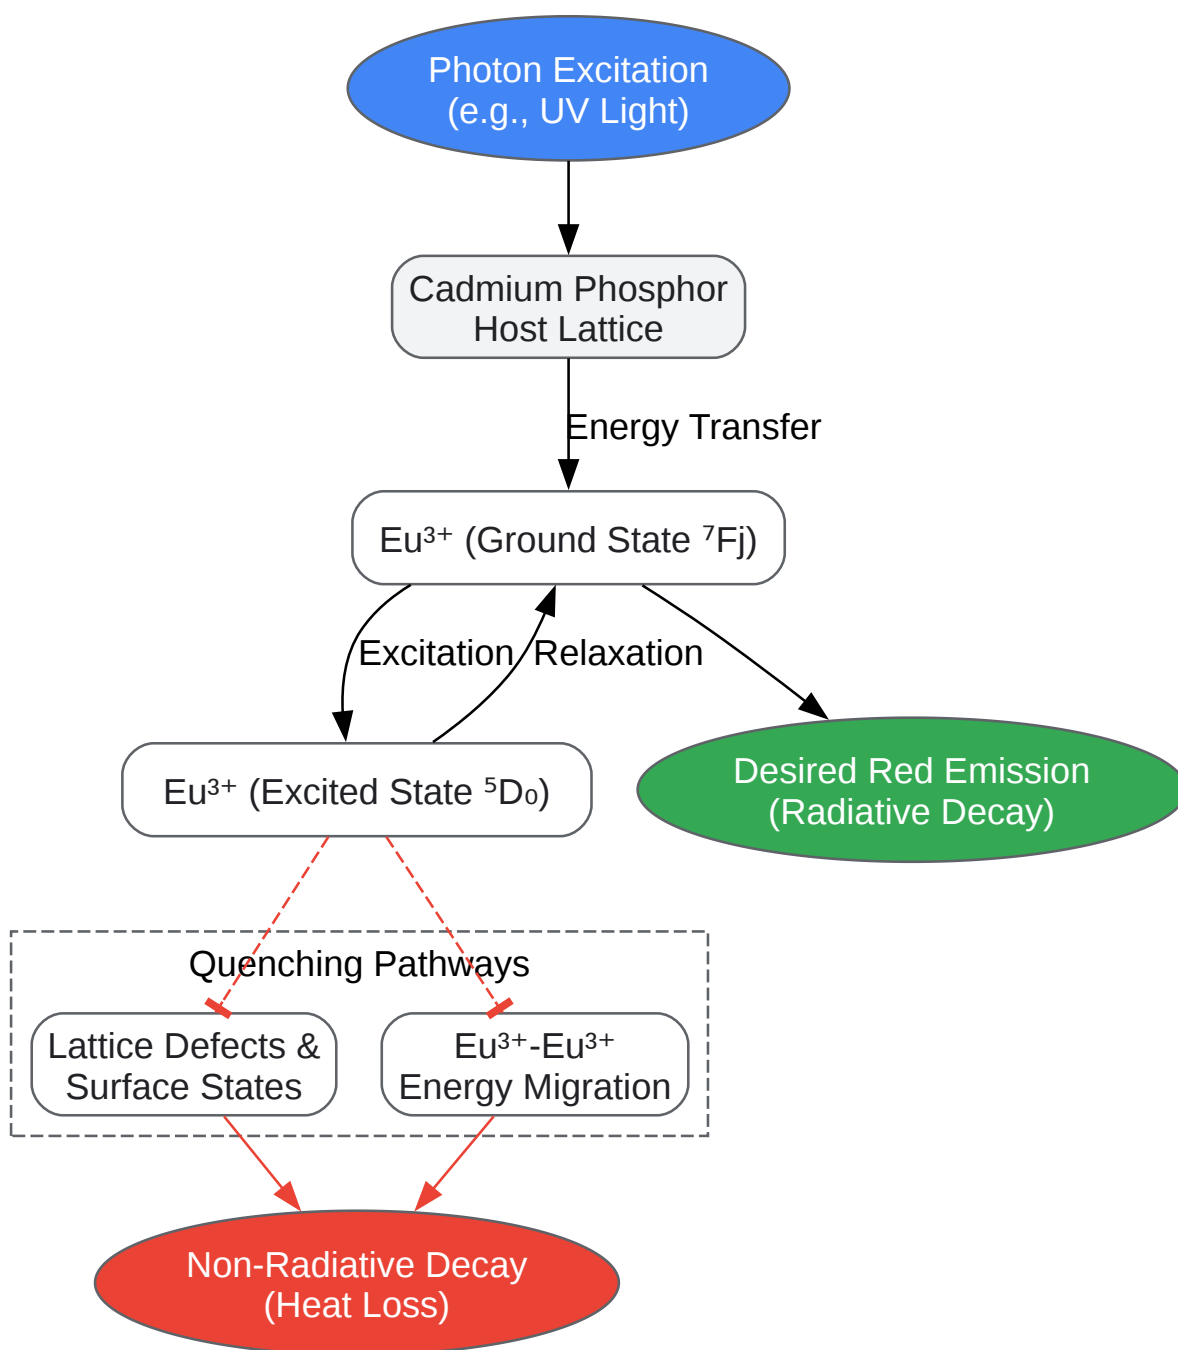 Photon Excitation
(e.g., UV Light)
Cadmium Phosphor
Host Lattice
Energy Transfer
Eu³⁺ (Ground State ⁷Fj)
Excitation
Relaxation
Eu³⁺ (Excited State ⁵D₀)
Desired Red Emission
(Radiative Decay)
Quenching Pathways
Lattice Defects &
Surface States
Eu³⁺-Eu³⁺
Energy Migration
Non-Radiative Decay
(Heat Loss)